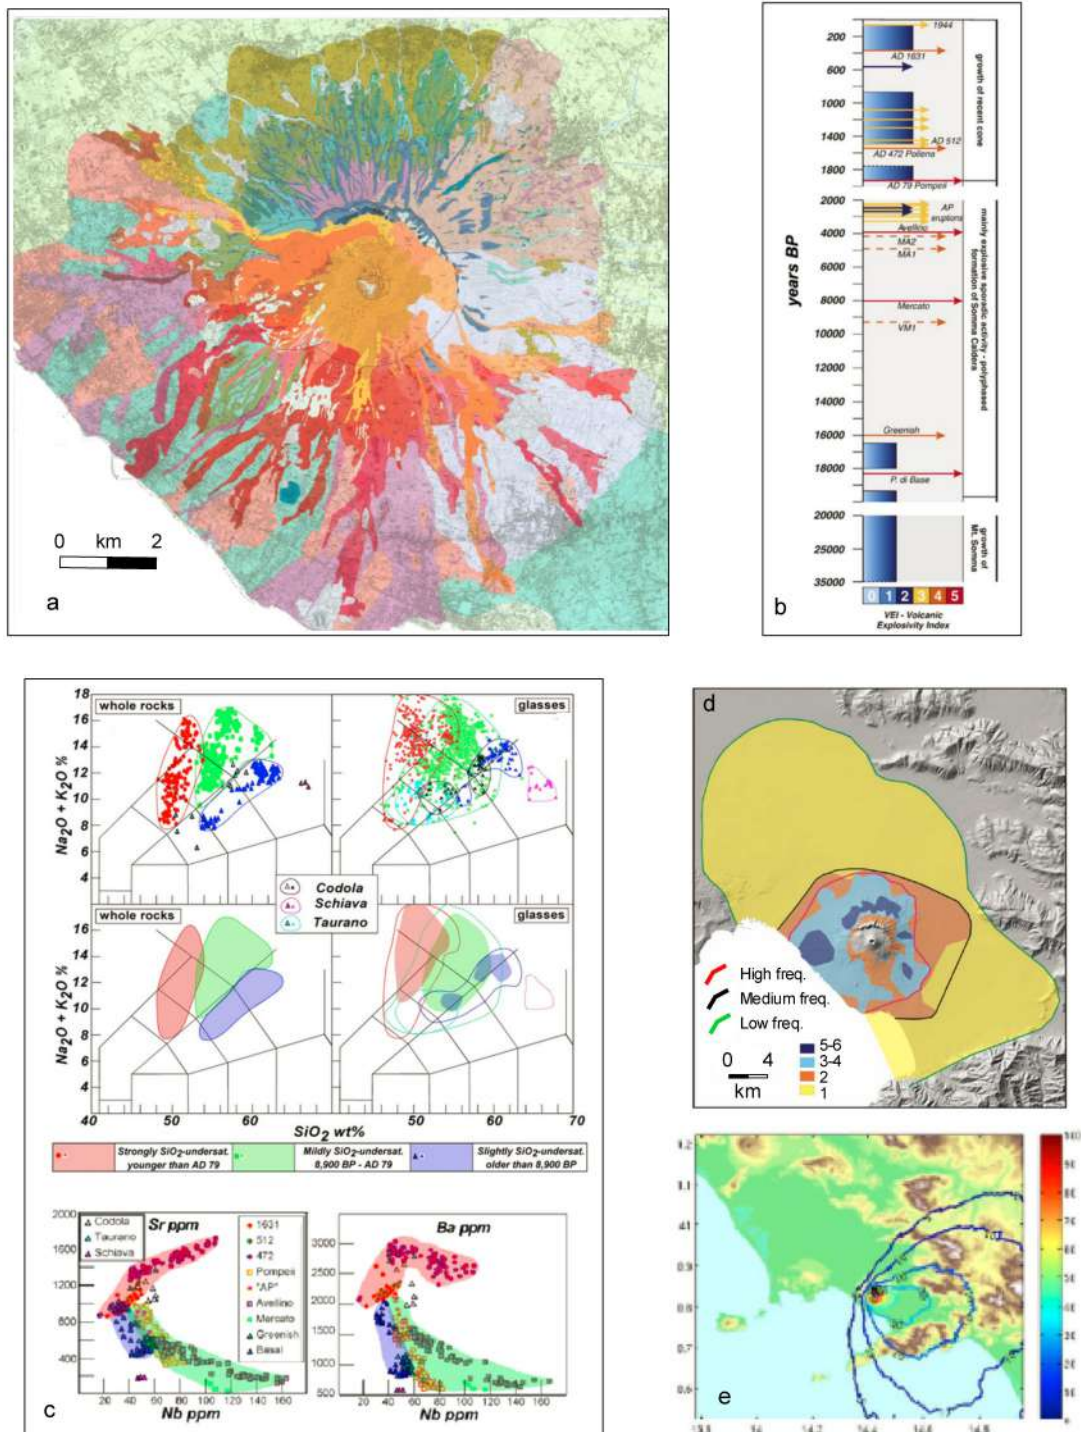 0 km 2
a
200
600
1000
1400
1800
2000
4000
6000
8000
10000
12000
14000
16000
18000
20000
25000
35000
years BP
1944
AD 1631
AD 512
AD 472 Pollena
AD 79 Pompeii
AP
eruptions
Avellino
MA2
MA1
Mercato
VM1
Greenish
P. di Base
growth of recent cone
mainly explosive sporadic activity - polyphased
formation of Somma Caldera
growth of
Mt. Somma
0 1 2 3 4 5
VEI - Volcanic
Explosivity Index
b
whole rocks
glasses
18
16
14
12
10
8
6
4
Na2O + K2O %
Codola
Schiava
Taurano
whole rocks
glasses
16
14
12
10
8
6
4
Na2O + K2O %
40 50 60 50 60 70
SiO2 wt%
Strongly SiO2-undersat.
younger than AD 79
Mildly SiO2-undersat.
8,900 BP - AD 79
Slightly SiO2-undersat.
older than 8,900 BP
Sr ppm
2000
1800
1400
1200
800
400
Codola
Taurano
Schiava
1631
512
472
Pompeii
"AP"
Avellino
Mercato
Greenish
Basal
20 40 60 80 100 120 140 160
Nb ppm
Ba ppm
3000
2500
2000
1500
1000
500
20 40 60 80 100 120 140 160
Nb ppm
c
d
High freq.
Medium freq.
Low freq.
0 4
km
5-6
3-4
2
1
e